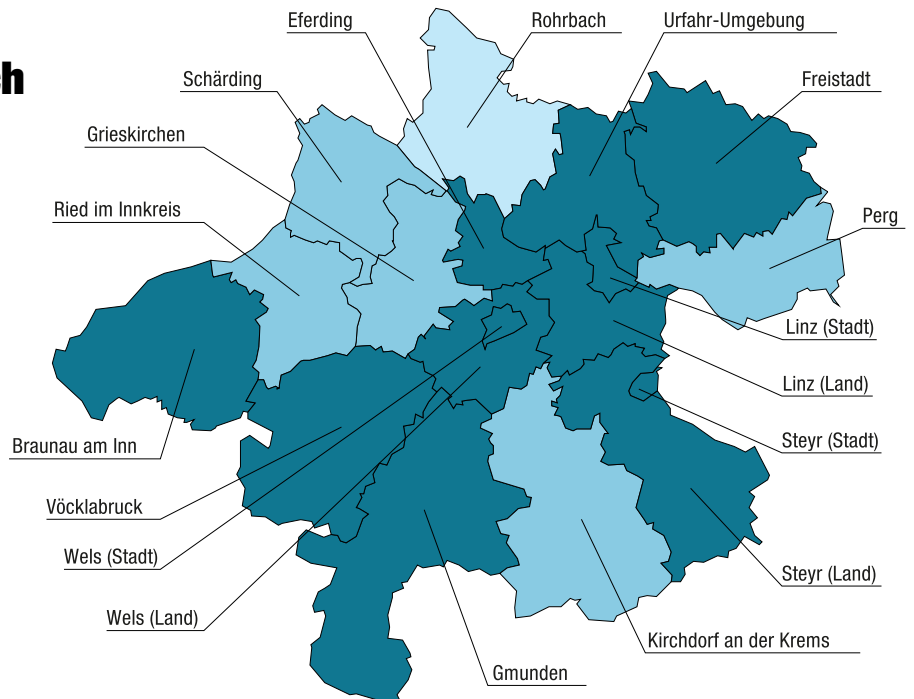 ch
Eferding
Rohrbach
Urfahr-Umgebung
Schärding
Freistadt
Grieskirchen
Ried im Innkreis
Perg
Linz (Stadt)
Linz (Land)
Steyr (Stadt)
Braunau am Inn
Vöcklabruck
Wels (Stadt)
Steyr (Land)
Wels (Land)
Kirchdorf an der Krems
Gmunden